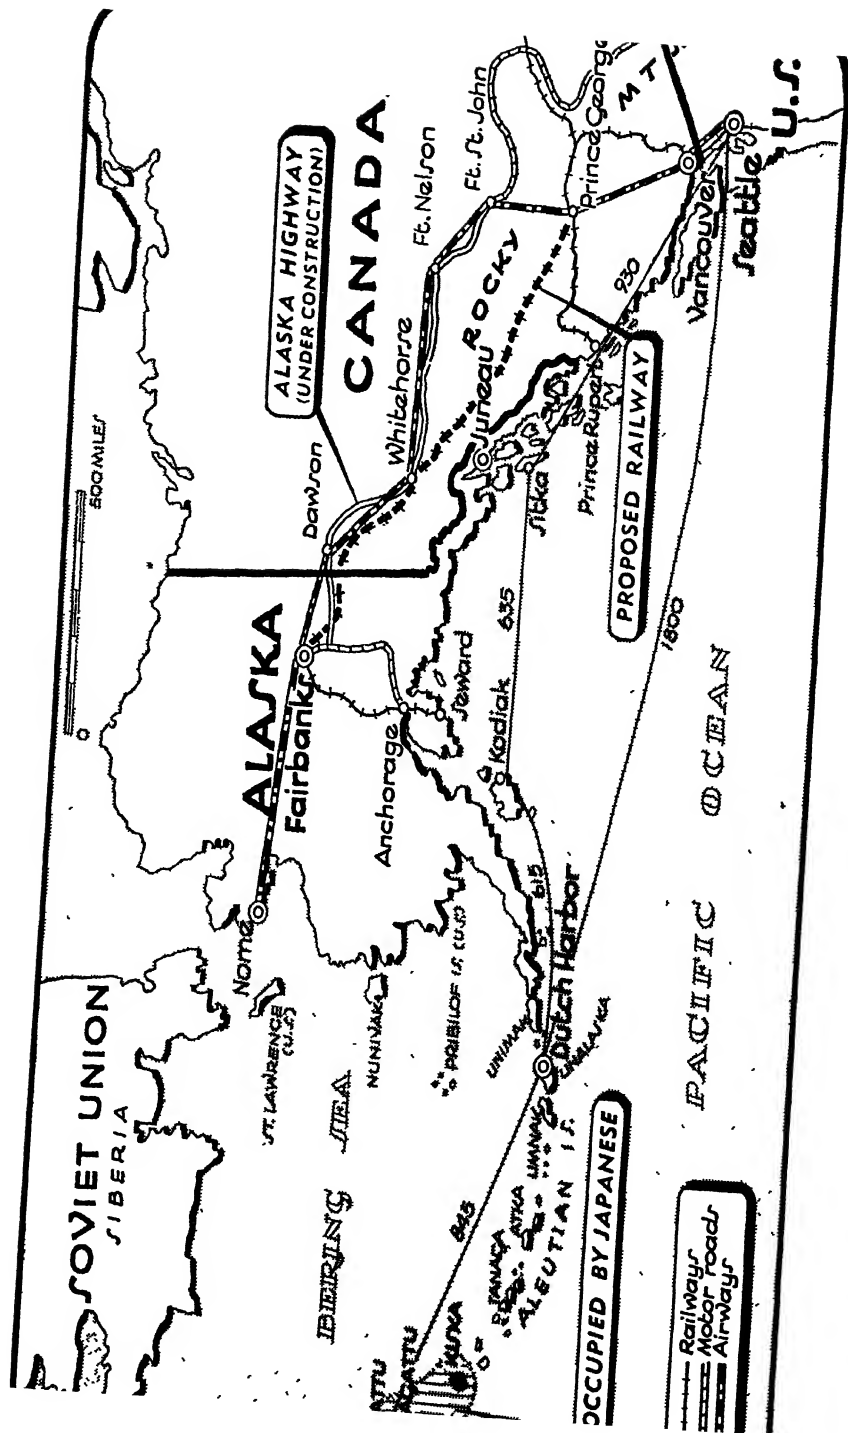 SOVIET UNION
SIBERIA
500 MILES
ALASKA HIGHWAY
(UNDER CONSTRUCTION)
CANADA
U.S.
ALASKA
Nome
Fairbanks
Dawson
Whitehorse
Ft. Nelson
Ft. St. John
Prince George
MTS
ROCKY
Anchorage
Seward
Juneau
Sitka
Kodiak
Prince Rupert
Vancouver
Seattle
PROPOSED RAILWAY
930
635
1800
615
845
ST. LAWRENCE
(U.S.)
NUNIVAK
PRIBILOF IS. (U.S.)
BERING SEA
UNIMAK
Dutch Harbor
UNALASKA
UMNAK
ATKA
TANAGA
ALEUTIAN IS.
ATTU
AGATTU
KISKA
OCCUPIED BY JAPANESE
PACIFIC OCEAN
Railways
Motor roads
Airways